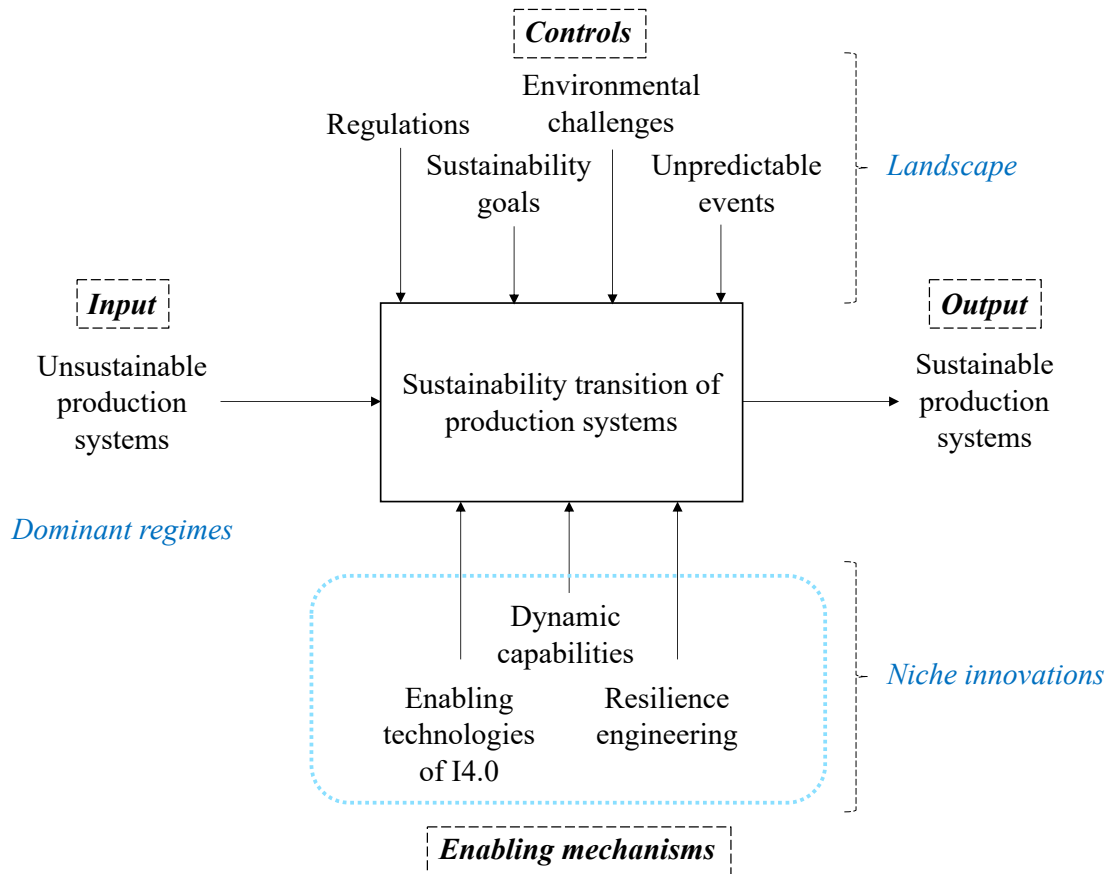 Controls
Environmental
challenges
Regulations
Sustainability
goals
Unpredictable
events
Landscape
Input
Unsustainable
production
systems
Sustainability transition of
production systems
Output
Sustainable
production
systems
Dominant regimes
Dynamic
capabilities
Enabling
technologies
of I4.0
Resilience
engineering
Niche innovations
Enabling mechanisms